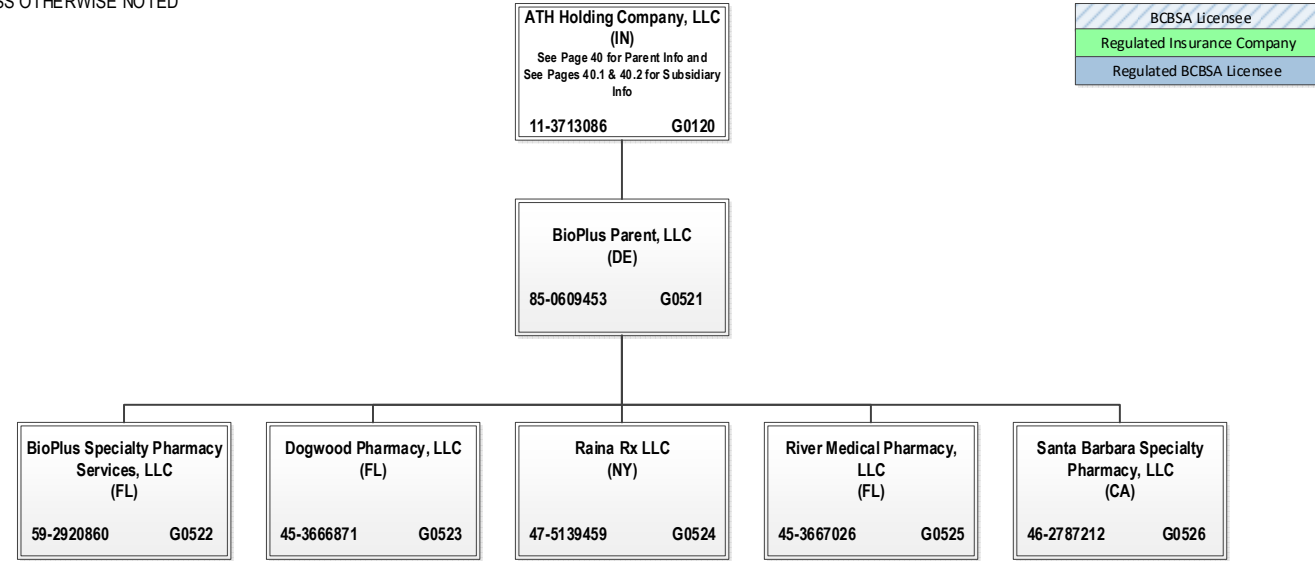 SS OTHERWISE NOTED
ATH Holding Company, LLC
(IN)
See Page 40 for Parent Info and
See Pages 40.1 & 40.2 for Subsidiary
Info
11-3713086 G0120
BCBSA Licensee
Regulated Insurance Company
Regulated BCBSA Licensee
BioPlus Parent, LLC
(DE)
85-0609453 G0521
BioPlus Specialty Pharmacy
Services, LLC
(FL)
59-2920860 G0522
Dogwood Pharmacy, LLC
(FL)
45-3666871 G0523
Raina Rx LLC
(NY)
47-5139459 G0524
River Medical Pharmacy,
LLC
(FL)
45-3667026 G0525
Santa Barbara Specialty
Pharmacy, LLC
(CA)
46-2787212 G0526